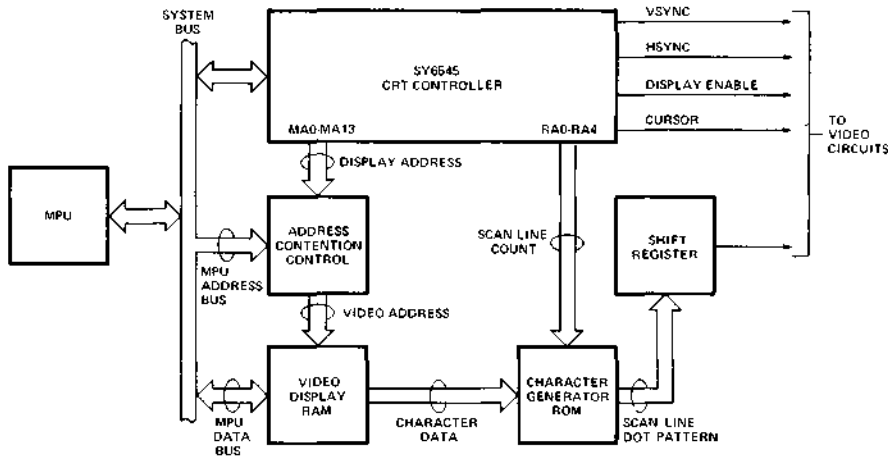 SYSTEM
BUS
SY6545
CRT CONTROLLER
MA0-MA13
RA0-RA4
VSYNC
HSYNC
DISPLAY ENABLE
CURSOR
TO
VIDEO
CIRCUITS
DISPLAY ADDRESS
MPU
ADDRESS
CONTENTION
CONTROL
MPU
ADDRESS
BUS
SCAN LINE
COUNT
SHIFT
REGISTER
VIDEO ADDRESS
VIDEO
DISPLAY
RAM
MPU
DATA
BUS
CHARACTER
DATA
CHARACTER
GENERATOR
ROM
SCAN LINE
DOT PATTERN